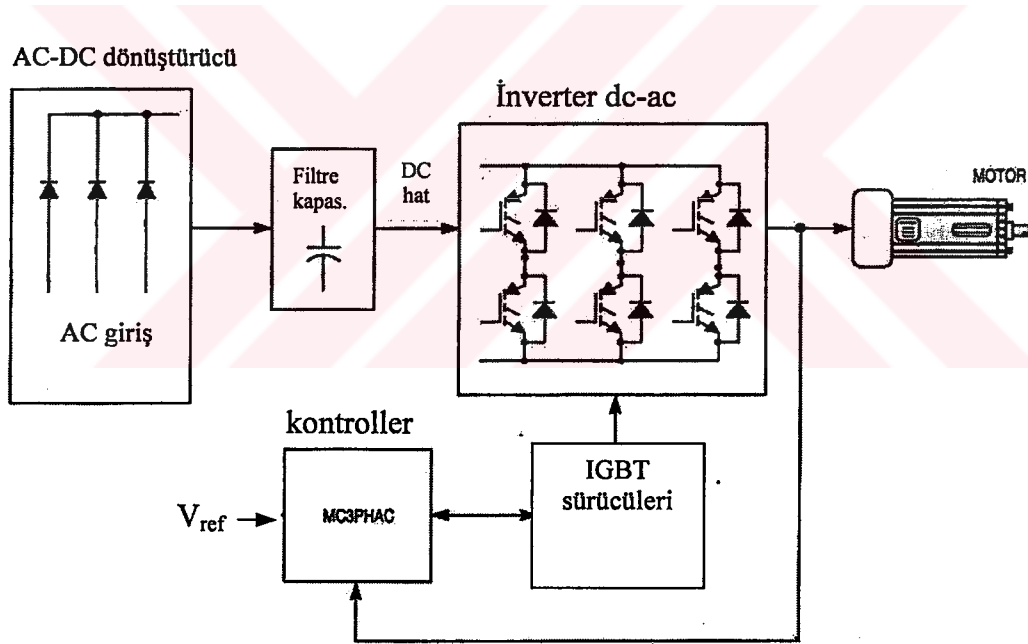 AC-DC dönüştürücü
İnverter dc-ac
Filtre
kapas.
DC
hat
MOTOR
AC giriş
kontroller
IGBT
sürücüleri
MC3PHAC
V_ref